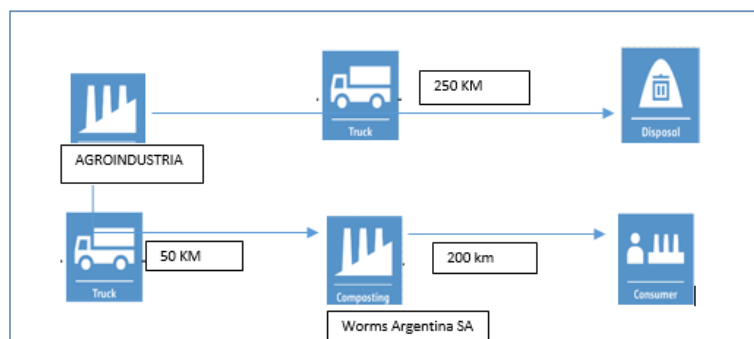 250 KM
Truck
Disposal
AGROINDUSTRIA
50 KM
200 km
Truck
Composting
Consumer
Worms Argentina SA